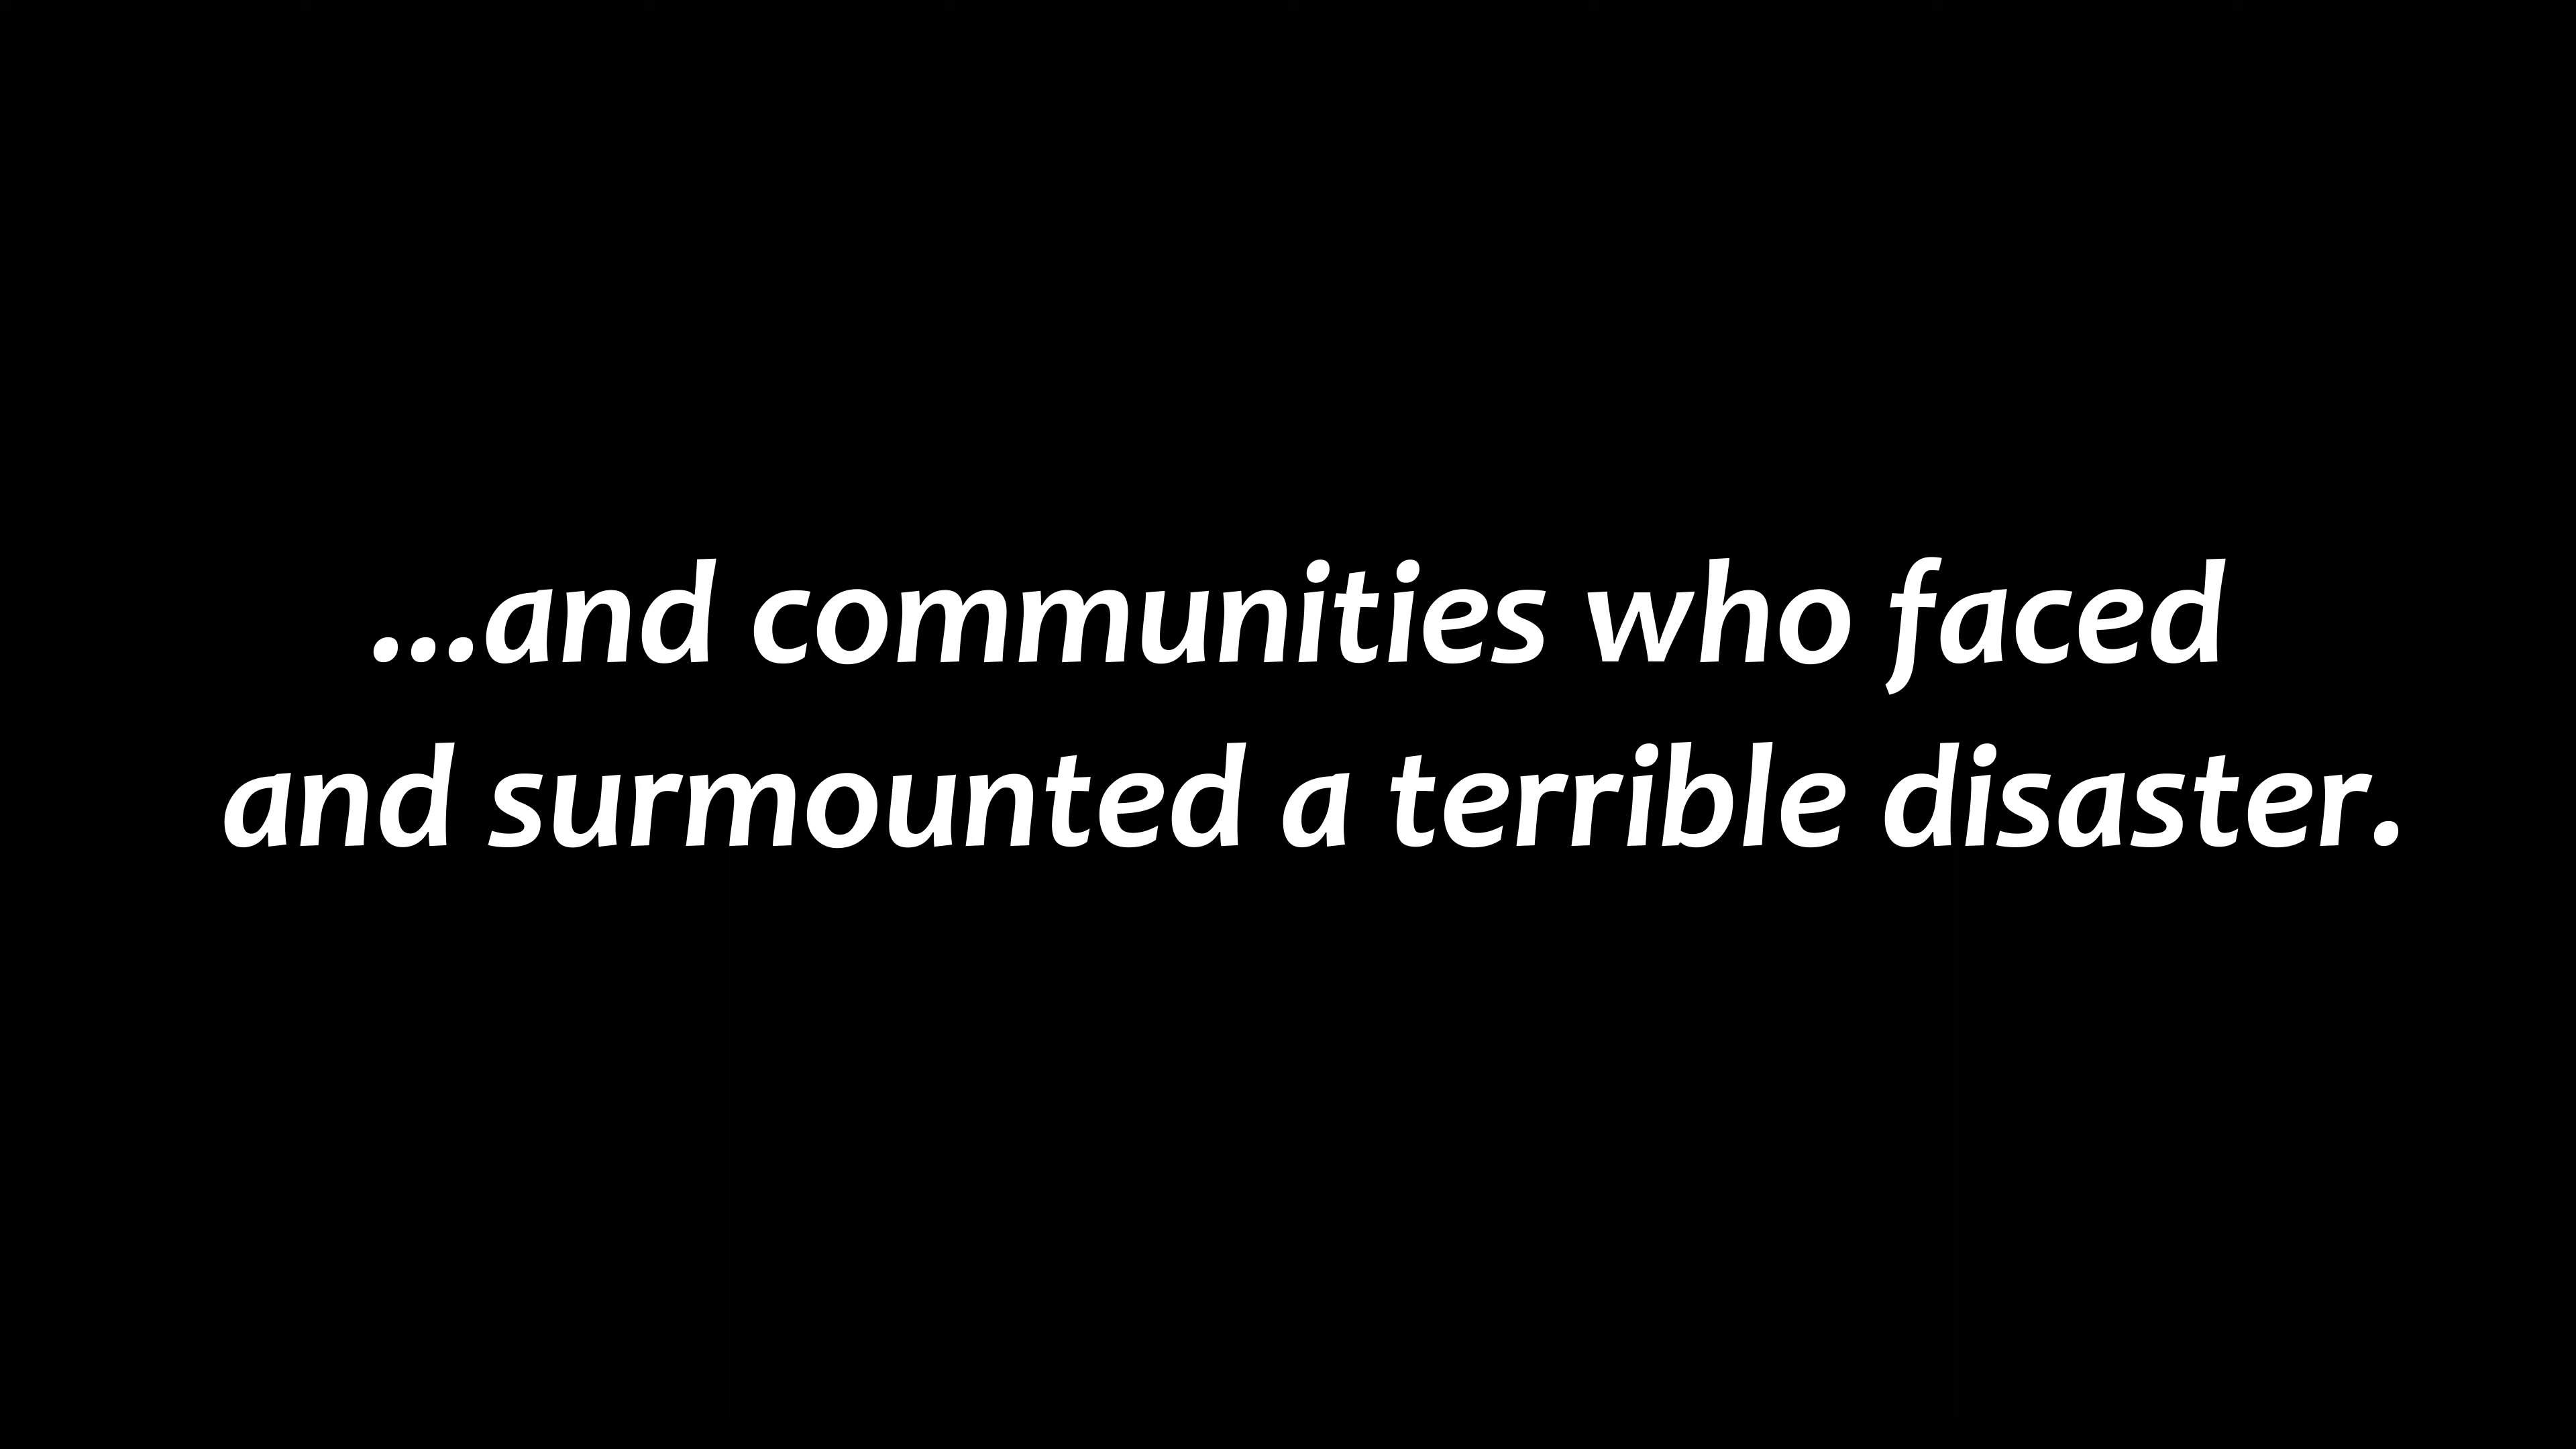 ...and communities who faced
and surmounted a terrible disaster.